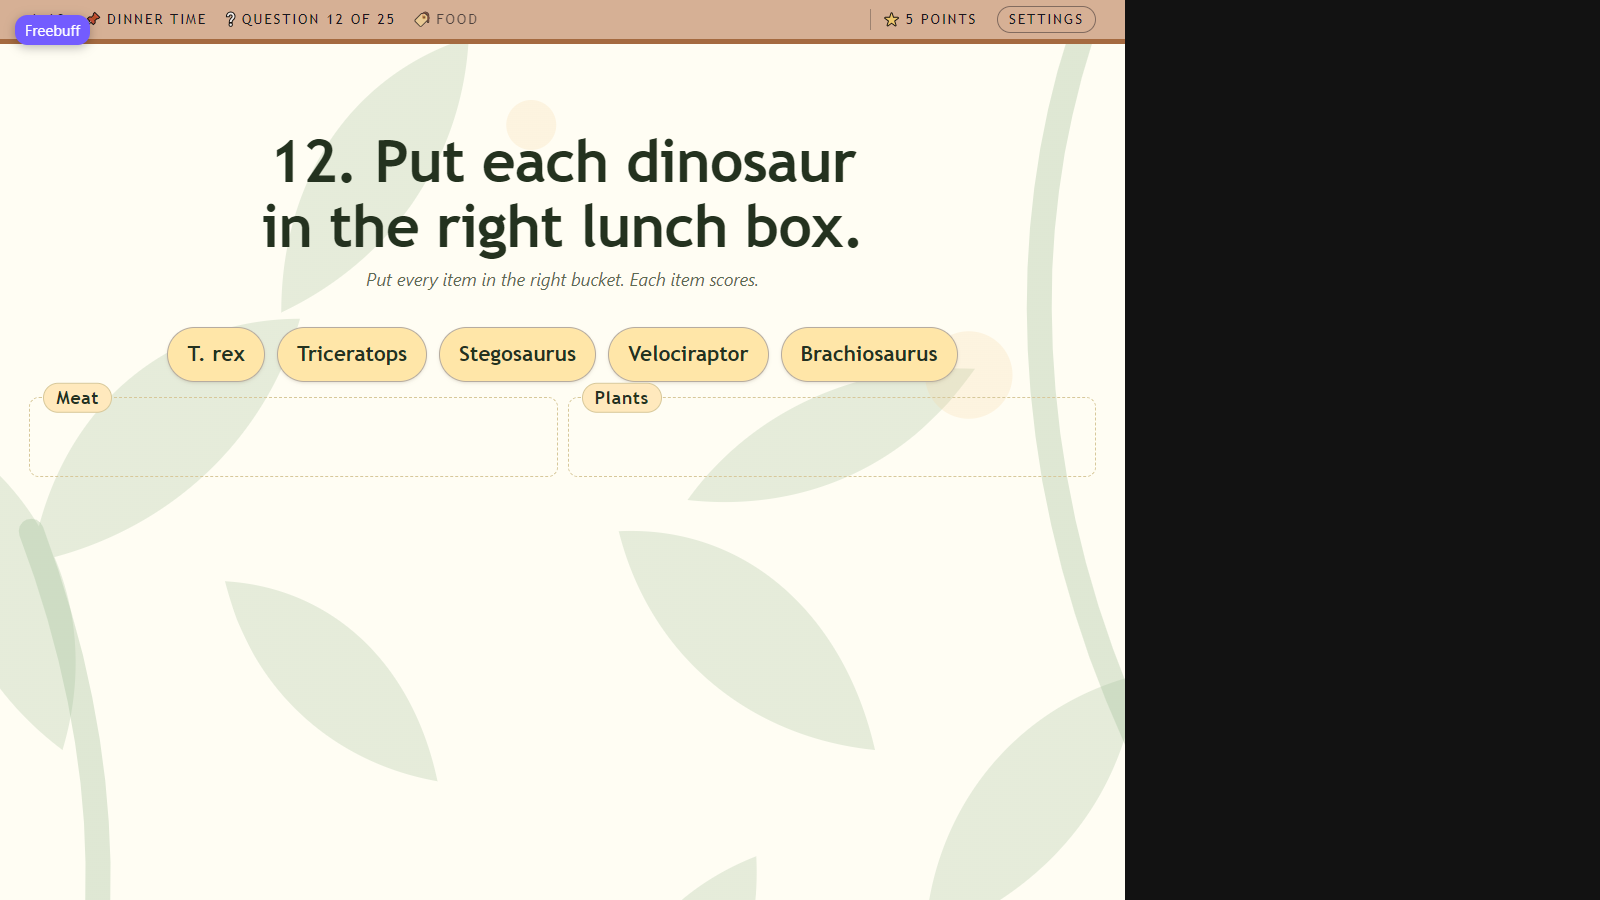 Freebuff
DINNER TIME
QUESTION 12 OF 25
FOOD
5 POINTS
SETTINGS
12. Put each dinosaur
in the right lunch box.
Put every item in the right bucket. Each item scores.
T. rex
Triceratops
Stegosaurus
Velociraptor
Brachiosaurus
Meat
Plants